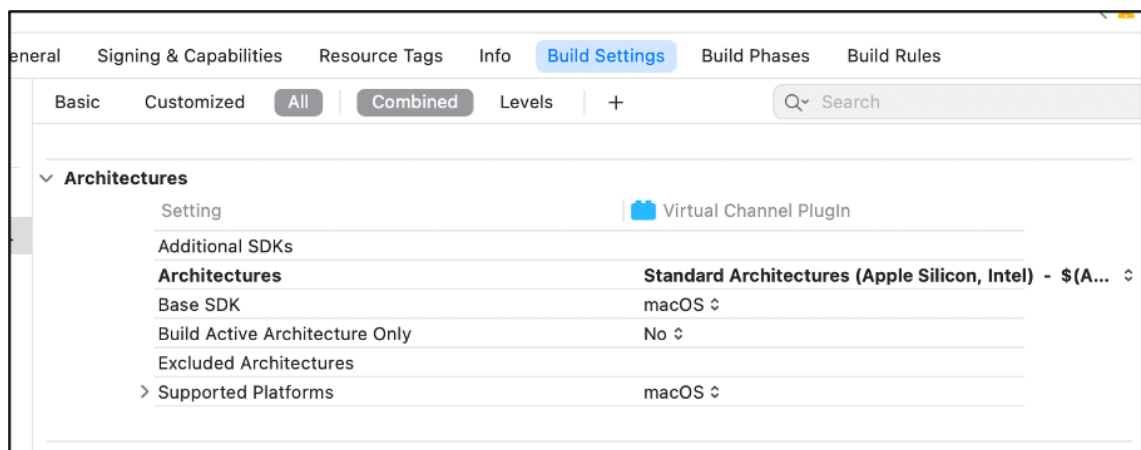 eneral Signing & Capabilities Resource Tags Info Build Settings Build Phases Build Rules
Basic Customized All Combined Levels + Search
Architectures
Setting Virtual Channel PlugIn
Additional SDKs
Architectures Standard Architectures (Apple Silicon, Intel) - $(A...
Base SDK macOS
Build Active Architecture Only No
Excluded Architectures
Supported Platforms macOS